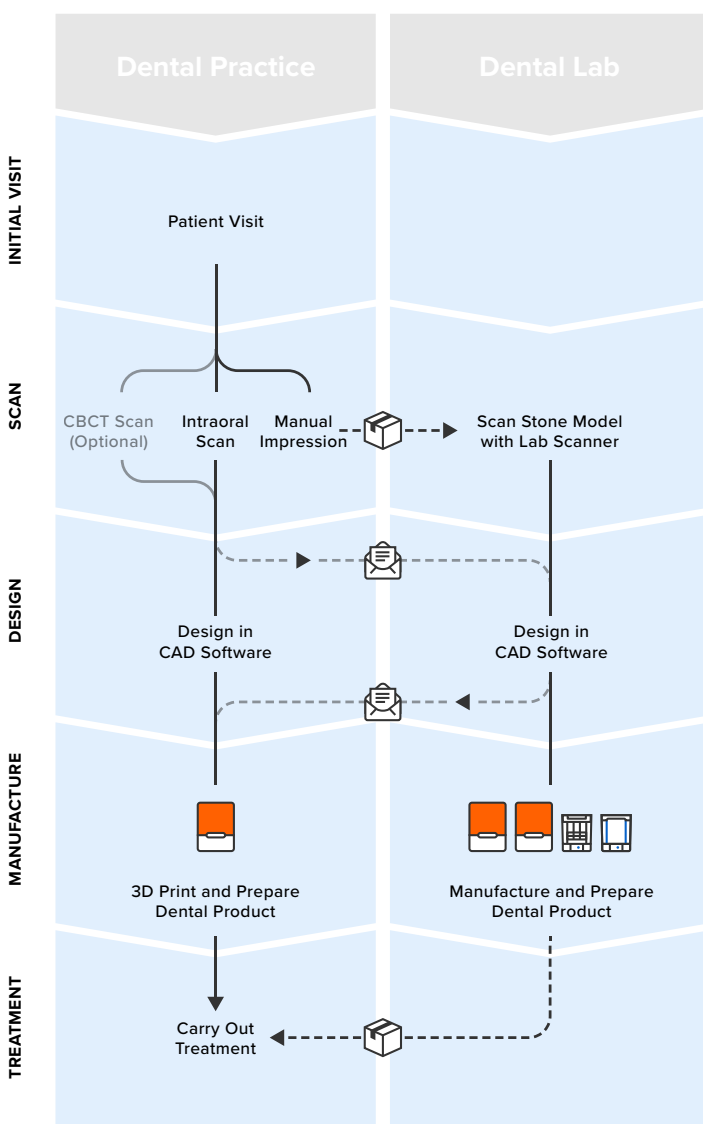 Dental Practice
Dental Lab
INITIAL VISIT
Patient Visit
SCAN
CBCT Scan
(Optional)
Intraoral
Scan
Manual
Impression
Scan Stone Model
with Lab Scanner
DESIGN
Design in
CAD Software
Design in
CAD Software
MANUFACTURE
3D Print and Prepare
Dental Product
Manufacture and Prepare
Dental Product
TREATMENT
Carry Out
Treatment